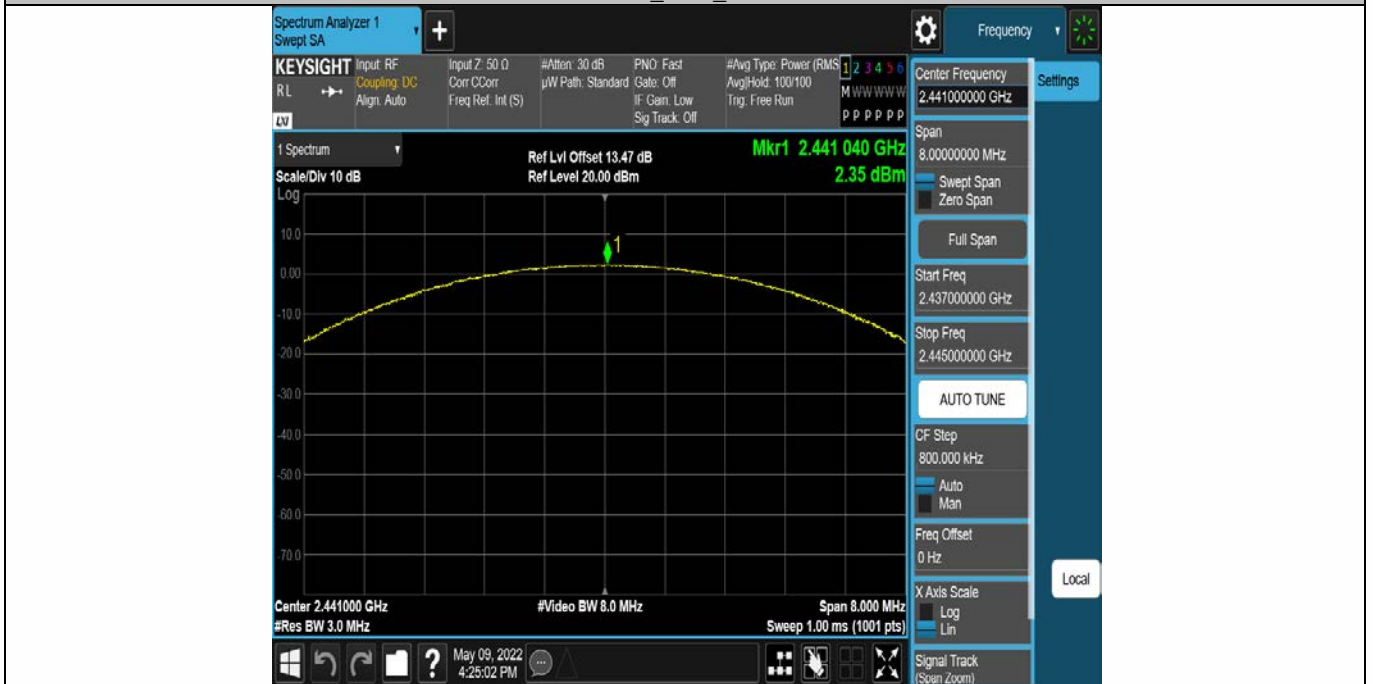 Spectrum Analyzer 1
Swept SA
+
Frequency
KEYSIGHT
RL
LXI
Input: RF
Coupling: DC
Align: Auto
Input Z: 50 Ω
Corr CCorr
Freq Ref: Int (S)
#Atten: 30 dB
µW Path: Standard
PNO: Fast
Gate: Off
IF Gain: Low
Sig Track: Off
#Avg Type: Power (RMS
Avg|Hold: 100/100
Trig: Free Run
1 2 3 4 5 6
M W W W W W
P P P P P P
1 Spectrum
Scale/Div 10 dB
Ref Lvl Offset 13.47 dB
Ref Level 20.00 dBm
Mkr1 2.441 040 GHz
2.35 dBm
Log
10.0
0.00
-10.0
-20.0
-30.0
-40.0
-50.0
-60.0
-70.0
1
Center 2.441000 GHz
#Res BW 3.0 MHz
#Video BW 8.0 MHz
Span 8.000 MHz
Sweep 1.00 ms (1001 pts)
Center Frequency
2.441000000 GHz
Settings
Span
8.00000000 MHz
Swept Span
Zero Span
Full Span
Start Freq
2.437000000 GHz
Stop Freq
2.445000000 GHz
AUTO TUNE
CF Step
800.000 kHz
Auto
Man
Freq Offset
0 Hz
X Axis Scale
Log
Lin
Local
Signal Track
(Span Zoom)
?
May 09, 2022
4:25:02 PM